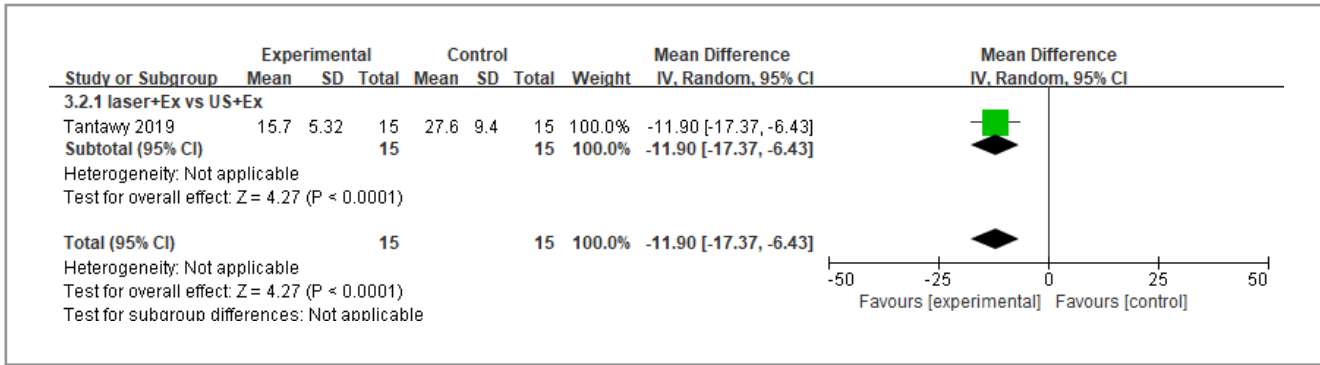 Experimental Control Mean Difference Mean Difference
Study or Subgroup Mean SD Total Mean SD Total Weight IV, Random, 95% CI IV, Random, 95% CI
3.2.1 laser+Ex vs US+Ex
Tantawy 2019 15.7 5.32 15 27.6 9.4 15 100.0% -11.90 [-17.37, -6.43]
Subtotal (95% CI) 15 15 100.0% -11.90 [-17.37, -6.43]
Heterogeneity: Not applicable
Test for overall effect: Z = 4.27 (P < 0.0001)
Total (95% CI) 15 15 100.0% -11.90 [-17.37, -6.43]
Heterogeneity: Not applicable
Test for overall effect: Z = 4.27 (P < 0.0001)
Test for subgroup differences: Not applicable
-50 -25 0 25 50
Favours [experimental] Favours [control]